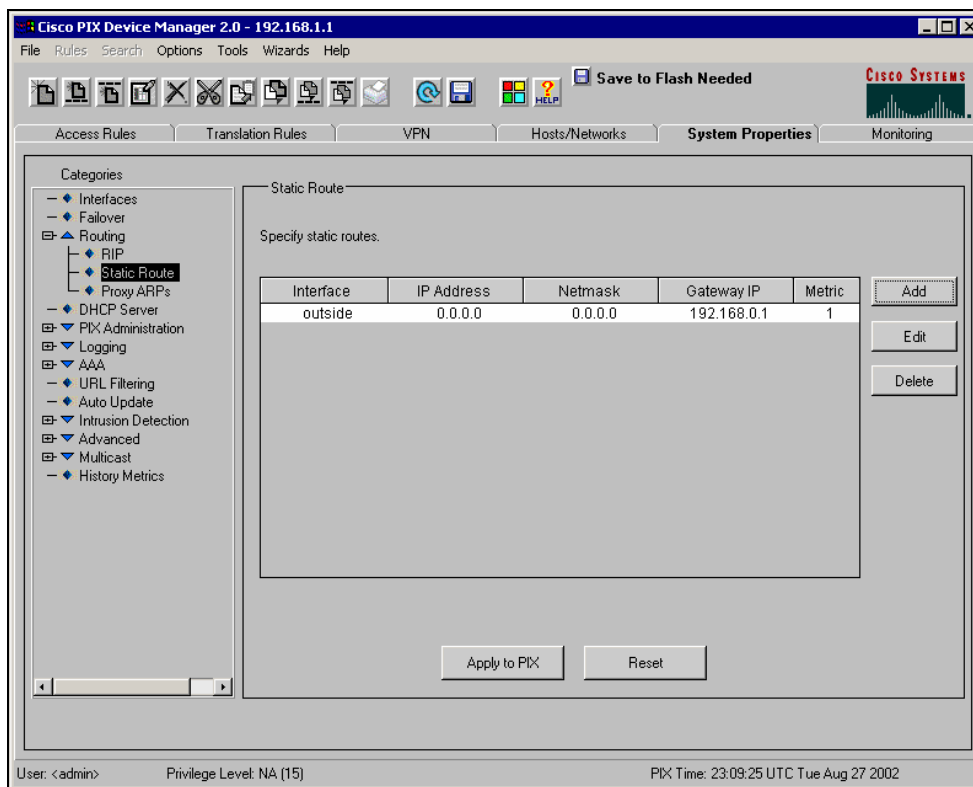 Cisco PIX Device Manager 2.0 - 192.168.1.1
File Rules Search Options Tools Wizards Help
HELP
Save to Flash Needed
CISCO SYSTEMS
Access Rules Translation Rules VPN Hosts/Networks System Properties Monitoring
Categories
Interfaces
Failover
Routing
RIP
Static Route
Proxy ARPs
DHCP Server
PIX Administration
Logging
AAA
URL Filtering
Auto Update
Intrusion Detection
Advanced
Multicast
History Metrics
Static Route
Specify static routes.
Interface IP Address Netmask Gateway IP Metric
outside 0.0.0.0 0.0.0.0 192.168.0.1 1
Add
Edit
Delete
Apply to PIX Reset
User: <admin> Privilege Level: NA (15) PIX Time: 23:09:25 UTC Tue Aug 27 2002